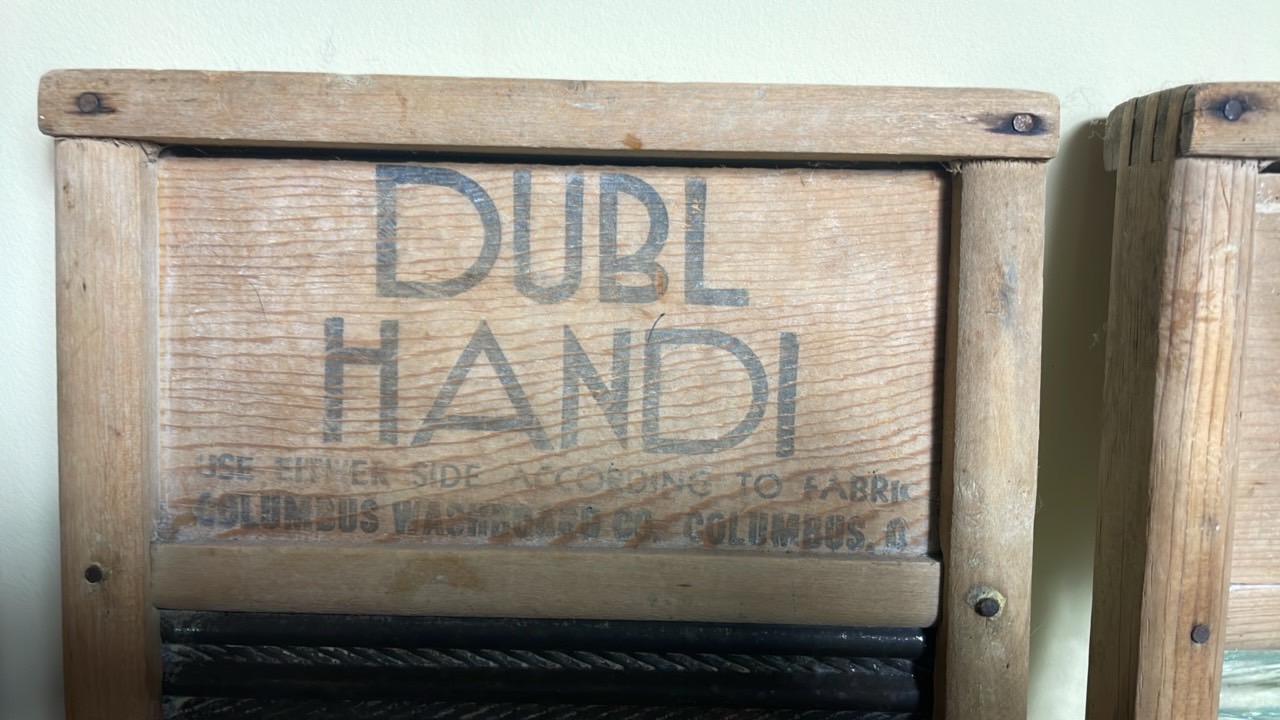 DUBL
HANDI
USE EITHER SIDE ACCORDING TO FABRIC
COLUMBUS WASHBOARD CO. COLUMBUS, O